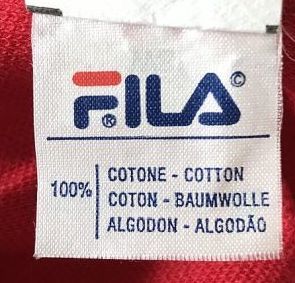 FILA©
®
COTONE - COTTON
100% COTON - BAUMWOLLE
ALGODON - ALGODÃO